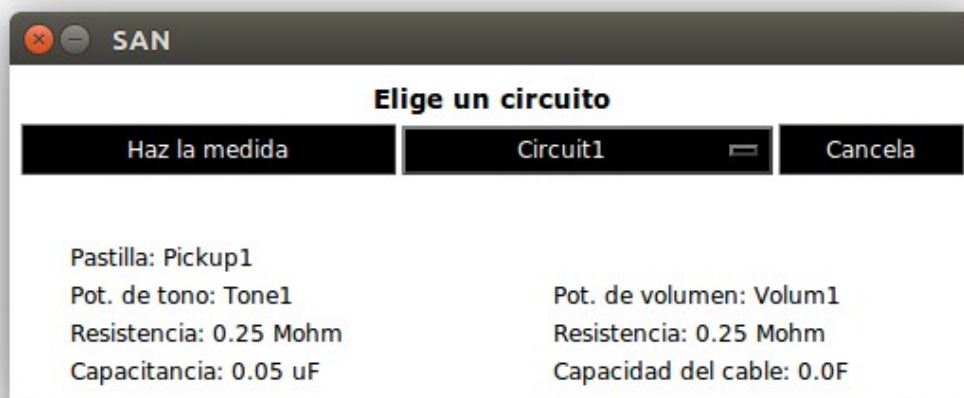 SAN
Elige un circuito
Haz la medida Circuit1 Cancela
Pastilla: Pickup1
Pot. de tono: Tone1 Pot. de volumen: Volum1
Resistencia: 0.25 Mohm Resistencia: 0.25 Mohm
Capacitancia: 0.05 uF Capacidad del cable: 0.0F